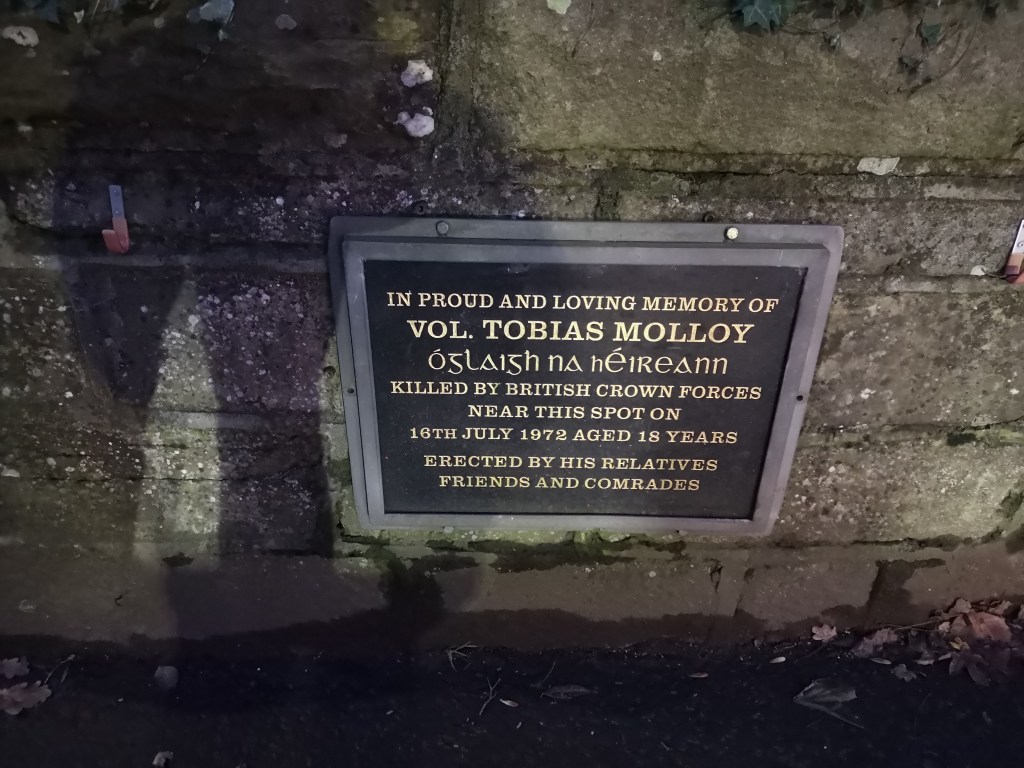 IN PROUD AND LOVING MEMORY OF
VOL. TOBIAS MOLLOY
ÓGLAIGH NA hÉIREANN
KILLED BY BRITISH CROWN FORCES
NEAR THIS SPOT ON
16TH JULY 1972 AGED 18 YEARS
ERECTED BY HIS RELATIVES
FRIENDS AND COMRADES